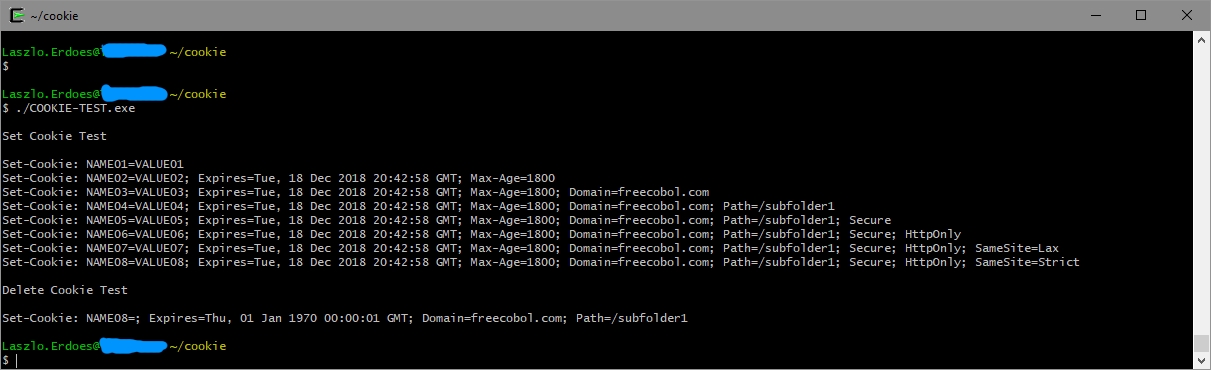 ~/cookie
Laszlo.Erdoes@ ~/cookie
$
Laszlo.Erdoes@ ~/cookie
$ ./COOKIE-TEST.exe
Set Cookie Test
Set-Cookie: NAME01=VALUE01
Set-Cookie: NAME02=VALUE02; Expires=Tue, 18 Dec 2018 20:42:58 GMT; Max-Age=1800
Set-Cookie: NAME03=VALUE03; Expires=Tue, 18 Dec 2018 20:42:58 GMT; Max-Age=1800; Domain=freecobol.com
Set-Cookie: NAME04=VALUE04; Expires=Tue, 18 Dec 2018 20:42:58 GMT; Max-Age=1800; Domain=freecobol.com; Path=/subfolder1
Set-Cookie: NAME05=VALUE05; Expires=Tue, 18 Dec 2018 20:42:58 GMT; Max-Age=1800; Domain=freecobol.com; Path=/subfolder1; Secure
Set-Cookie: NAME06=VALUE06; Expires=Tue, 18 Dec 2018 20:42:58 GMT; Max-Age=1800; Domain=freecobol.com; Path=/subfolder1; Secure; HttpOnly
Set-Cookie: NAME07=VALUE07; Expires=Tue, 18 Dec 2018 20:42:58 GMT; Max-Age=1800; Domain=freecobol.com; Path=/subfolder1; Secure; HttpOnly; SameSite=Lax
Set-Cookie: NAME08=VALUE08; Expires=Tue, 18 Dec 2018 20:42:58 GMT; Max-Age=1800; Domain=freecobol.com; Path=/subfolder1; Secure; HttpOnly; SameSite=Strict
Delete Cookie Test
Set-Cookie: NAME08=; Expires=Thu, 01 Jan 1970 00:00:01 GMT; Domain=freecobol.com; Path=/subfolder1
Laszlo.Erdoes@ ~/cookie
$